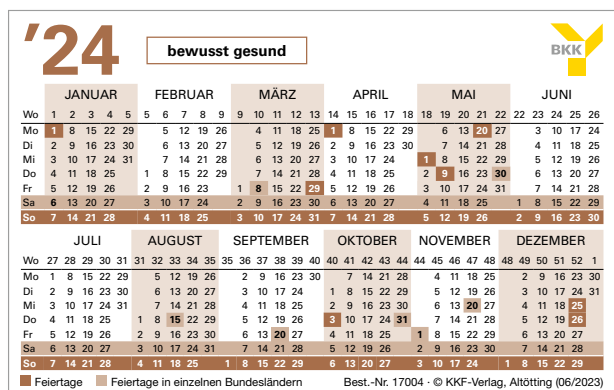 '24
bewusst gesund
BKK
JANUAR FEBRUAR MÄRZ APRIL MAI JUNI
Wo 1 2 3 4 5 5 6 7 8 9 9 10 11 12 13 14 15 16 17 18 18 19 20 21 22 22 23 24 25 26
Mo 1 8 15 22 29 5 12 19 26 4 11 18 25 1 8 15 22 29 6 13 20 27 3 10 17 24
Di 2 9 16 23 30 6 13 20 27 5 12 19 26 2 9 16 23 30 7 14 21 28 4 11 18 25
Mi 3 10 17 24 31 7 14 21 28 6 13 20 27 3 10 17 24 1 8 15 22 29 5 12 19 26
Do 4 11 18 25 1 8 15 22 29 7 14 21 28 4 11 18 25 2 9 16 23 30 6 13 20 27
Fr 5 12 19 26 2 9 16 23 1 8 15 22 29 5 12 19 26 3 10 17 24 31 7 14 21 28
Sa 6 13 20 27 3 10 17 24 2 9 16 23 30 6 13 20 27 4 11 18 25 1 8 15 22 29
So 7 14 21 28 4 11 18 25 3 10 17 24 31 7 14 21 28 5 12 19 26 2 9 16 23 30
JULI AUGUST SEPTEMBER OKTOBER NOVEMBER DEZEMBER
Wo 27 28 29 30 31 31 32 33 34 35 35 36 37 38 39 40 40 41 42 43 44 44 45 46 47 48 48 49 50 51 52 1
Mo 1 8 15 22 29 5 12 19 26 2 9 16 23 30 7 14 21 28 4 11 18 25 2 9 16 23 30
Di 2 9 16 23 30 6 13 20 27 3 10 17 24 1 8 15 22 29 5 12 19 26 3 10 17 24 31
Mi 3 10 17 24 31 7 14 21 28 4 11 18 25 2 9 16 23 30 6 13 20 27 4 11 18 25
Do 4 11 18 25 1 8 15 22 29 5 12 19 26 3 10 17 24 31 7 14 21 28 5 12 19 26
Fr 5 12 19 26 2 9 16 23 30 6 13 20 27 4 11 18 25 1 8 15 22 29 6 13 20 27
Sa 6 13 20 27 3 10 17 24 31 7 14 21 28 5 12 19 26 2 9 16 23 30 7 14 21 28
So 7 14 21 28 4 11 18 25 1 8 15 22 29 6 13 20 27 3 10 17 24 1 8 15 22 29
Feiertage Feiertage in einzelnen Bundesländern Best.-Nr. 17004 · © KKF-Verlag, Altötting (06/2023)